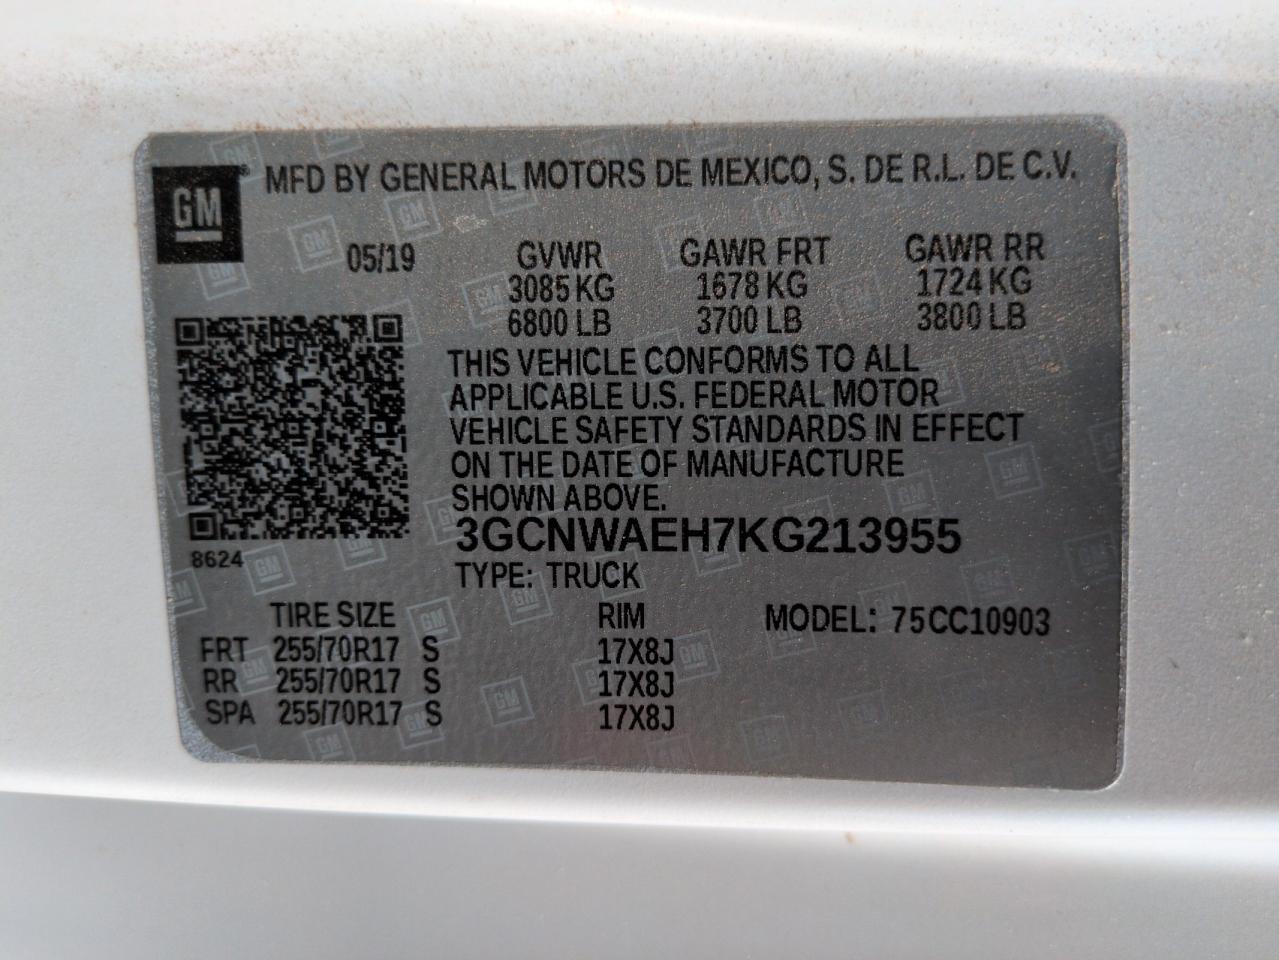 GM ® MFD BY GENERAL MOTORS DE MEXICO, S. DE R.L. DE C.V.
05/19 GVWR GAWR FRT GAWR RR
3085 KG 1678 KG 1724 KG
6800 LB 3700 LB 3800 LB
THIS VEHICLE CONFORMS TO ALL
APPLICABLE U.S. FEDERAL MOTOR
VEHICLE SAFETY STANDARDS IN EFFECT
ON THE DATE OF MANUFACTURE
SHOWN ABOVE.
3GCNWAEH7KG213955
8624
TYPE: TRUCK
TIRE SIZE RIM MODEL: 75CC10903
FRT 255/70R17 S 17X8J
RR 255/70R17 S 17X8J
SPA 255/70R17 S 17X8J